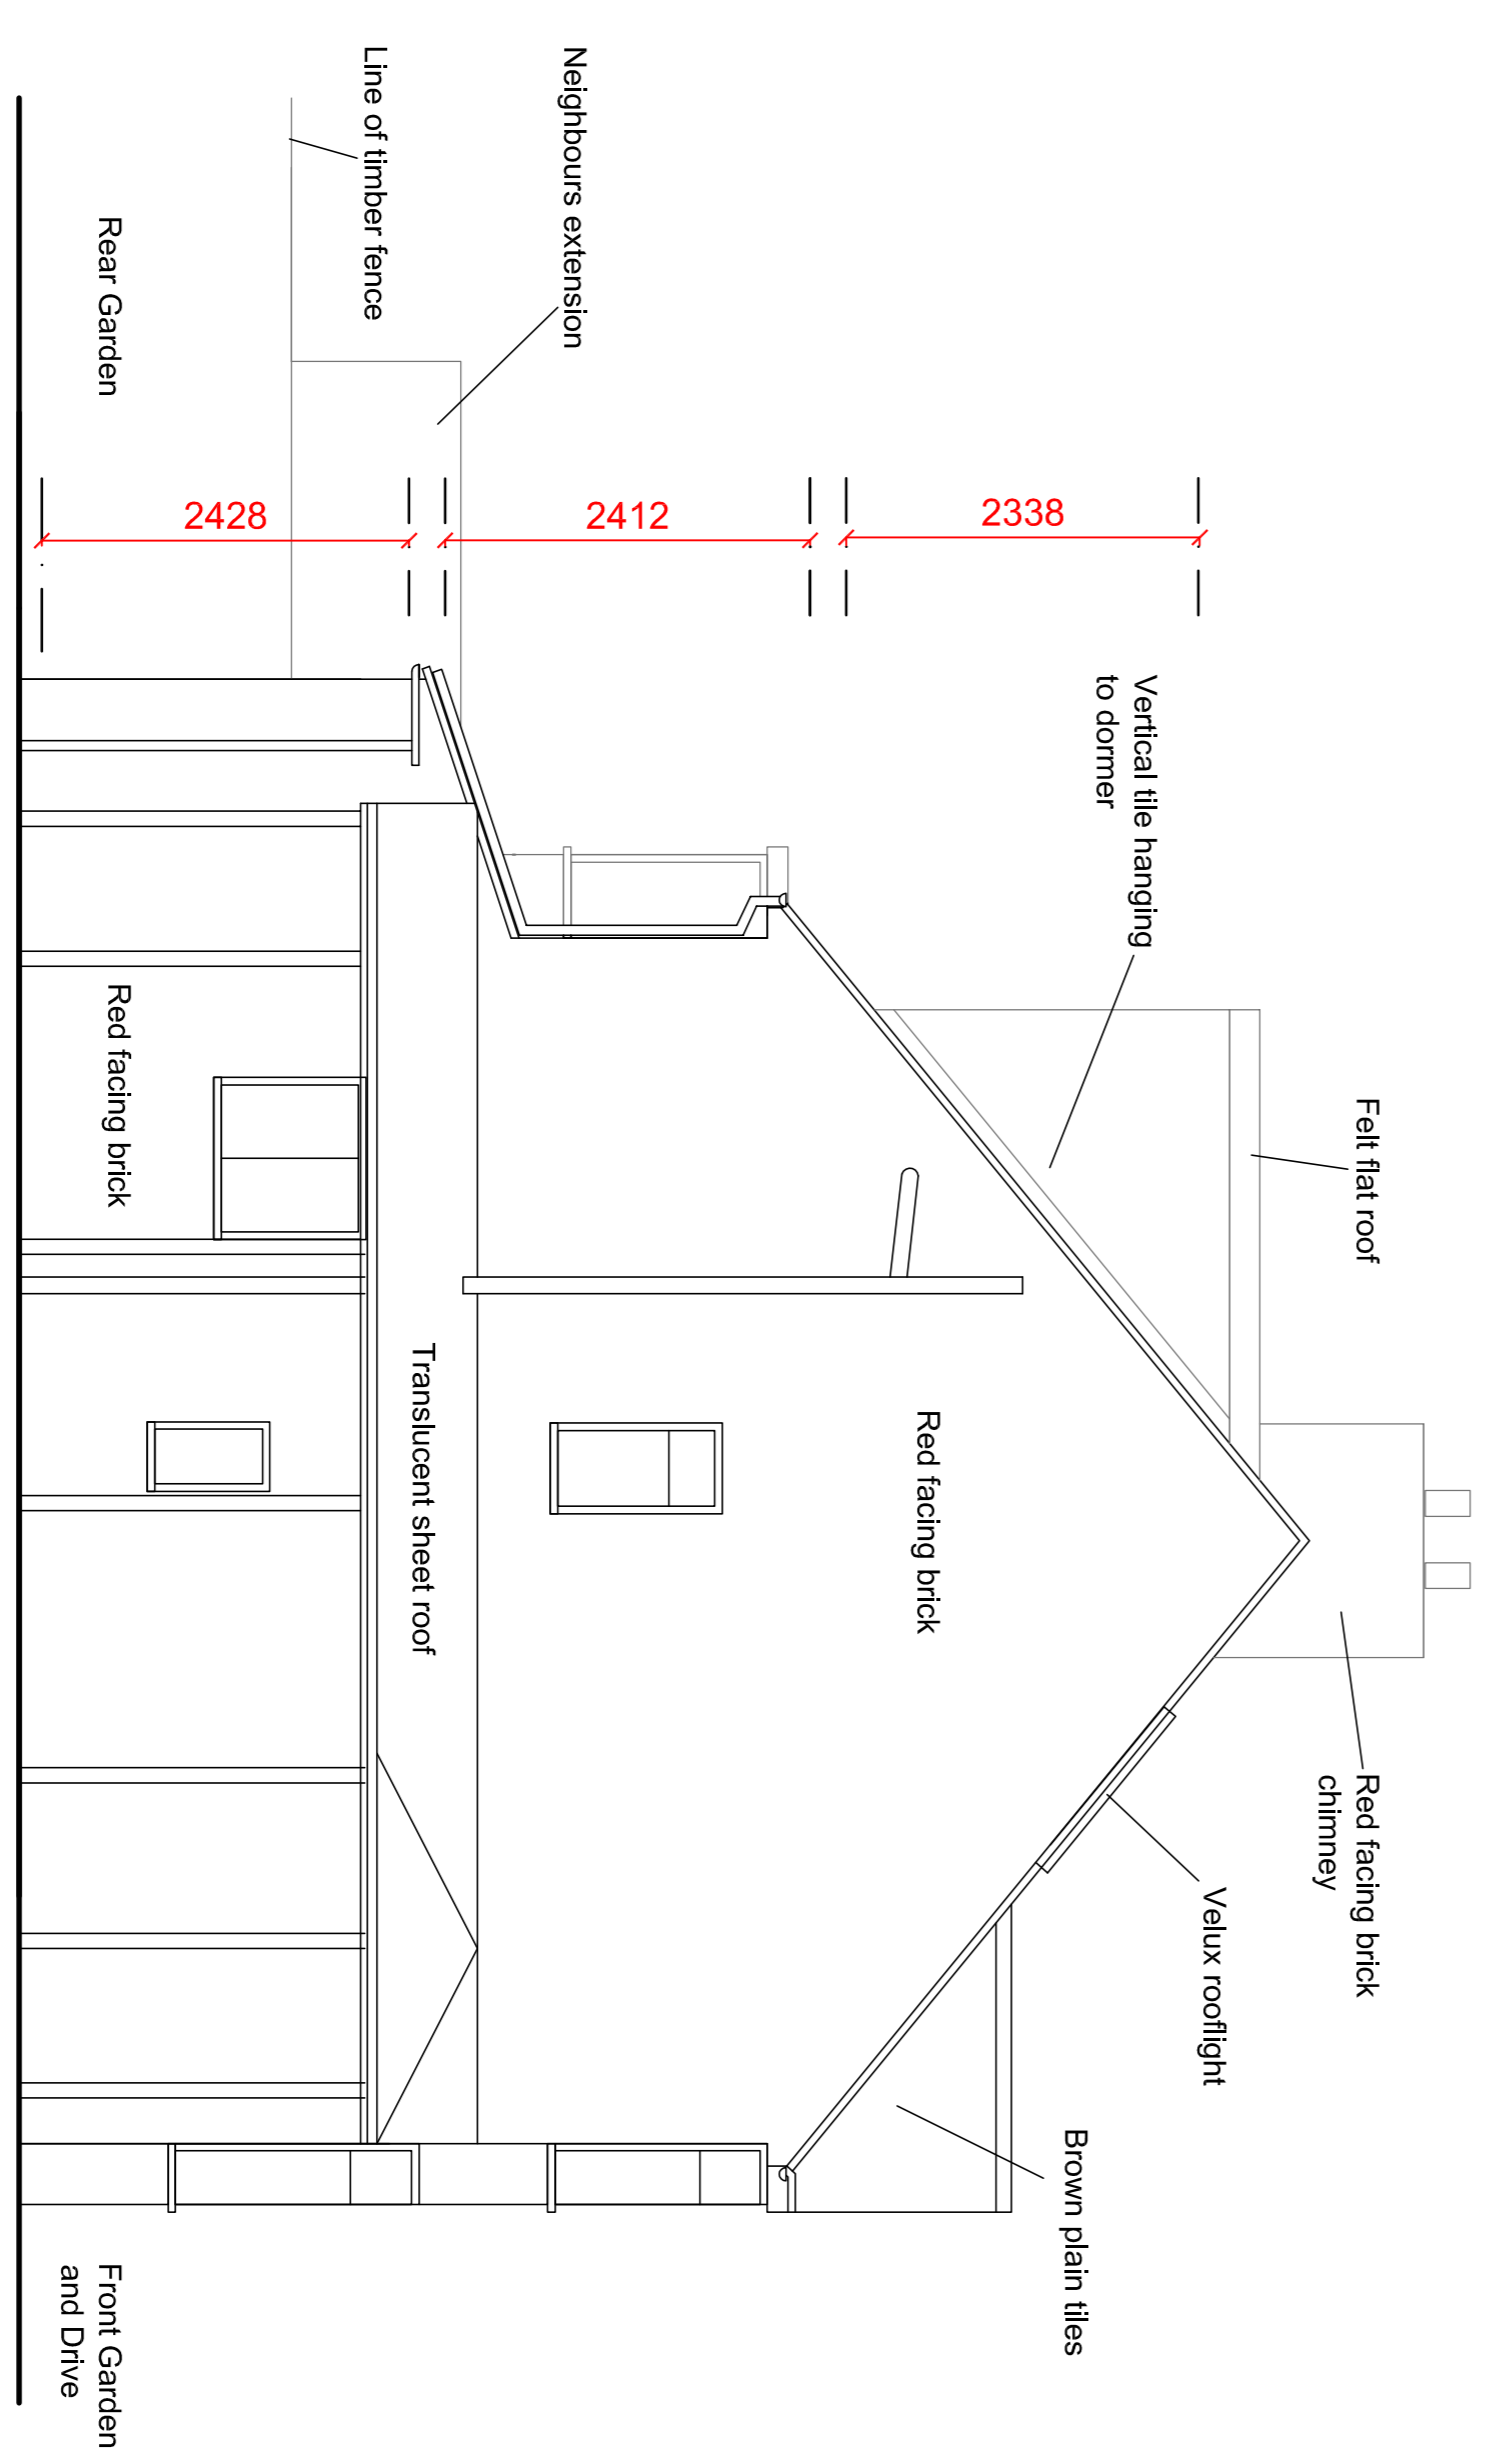 Felt flat roof
Red facing brick
chimney
Velux rooflight
Vertical tile hanging
to dormer
Brown plain tiles
2338
Red facing brick
Neighbours extension
2412
Translucent sheet roof
Line of timber fence
2428
Rear Garden
Red facing brick
Front Garden
and Drive